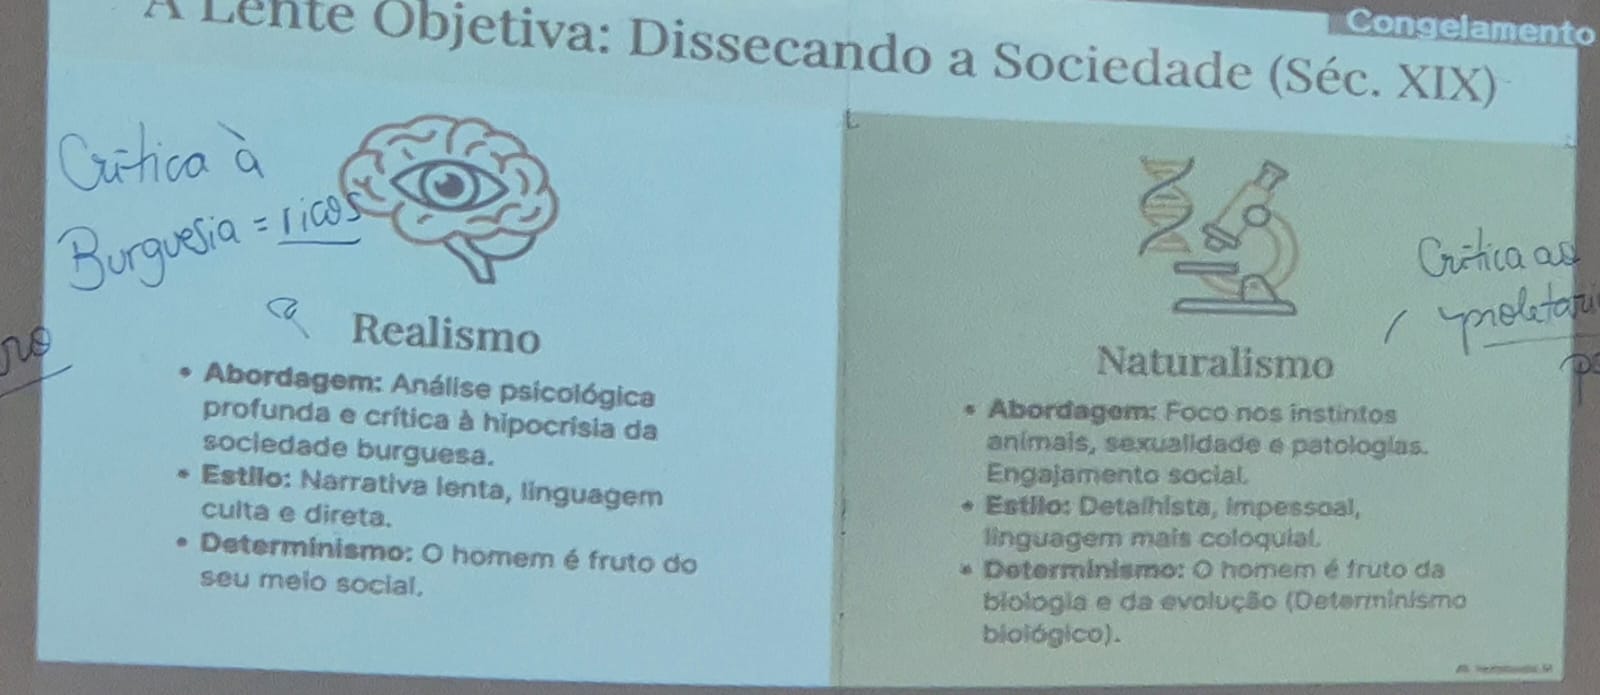 A Lente Objetiva: Dissecando a Sociedade (Séc. XIX)
Congelamento
Crítica à
Burguesia = ricos
Realismo
• Abordagem: Análise psicológica
profunda e crítica à hipocrisia da
sociedade burguesa.
• Estilo: Narrativa lenta, linguagem
culta e direta.
• Determinismo: O homem é fruto do
seu meio social.
Crítica ao
Naturalismo
• Abordagem: Foco nos instintos
animais, sexualidade e patologias.
Engajamento social.
• Estilo: Detalhista, impessoal,
linguagem mais coloquial.
• Determinismo: O homem é fruto da
biologia e da evolução (Determinismo
biológico).